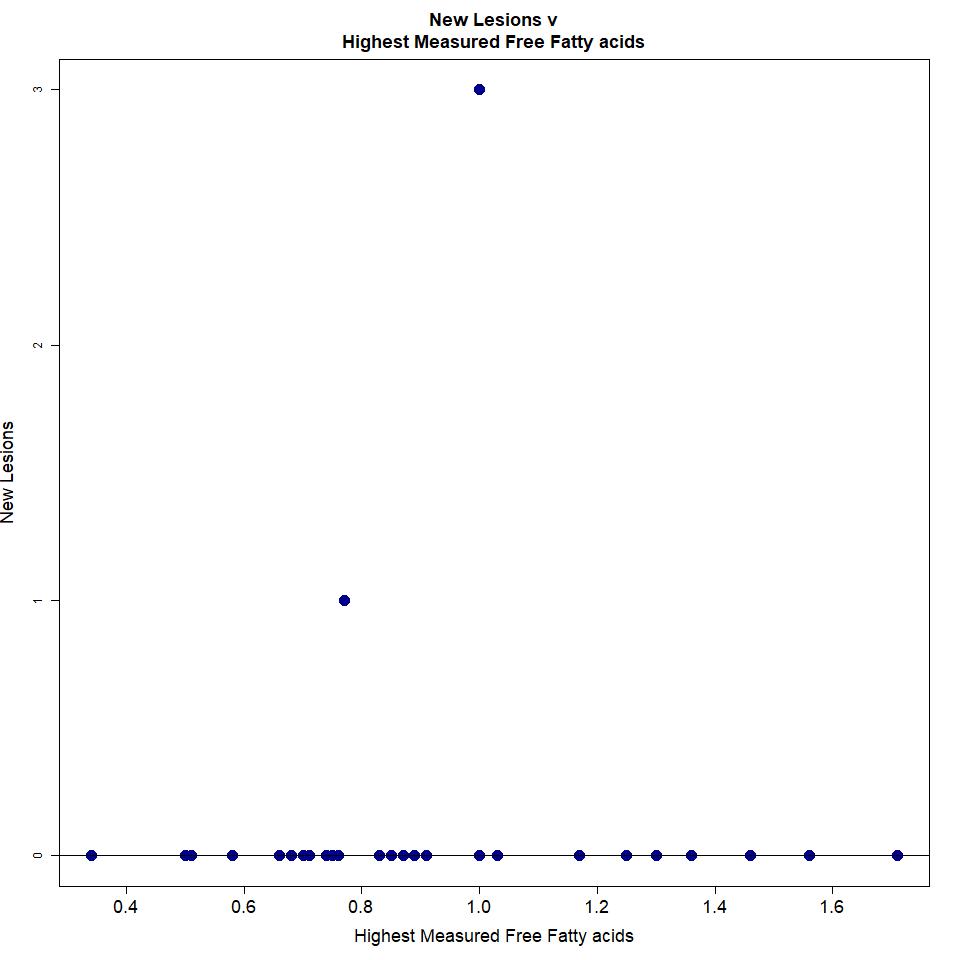 New Lesions v
Highest Measured Free Fatty acids
3
2
1
0
New Lesions
0.4 0.6 0.8 1.0 1.2 1.4 1.6
Highest Measured Free Fatty acids